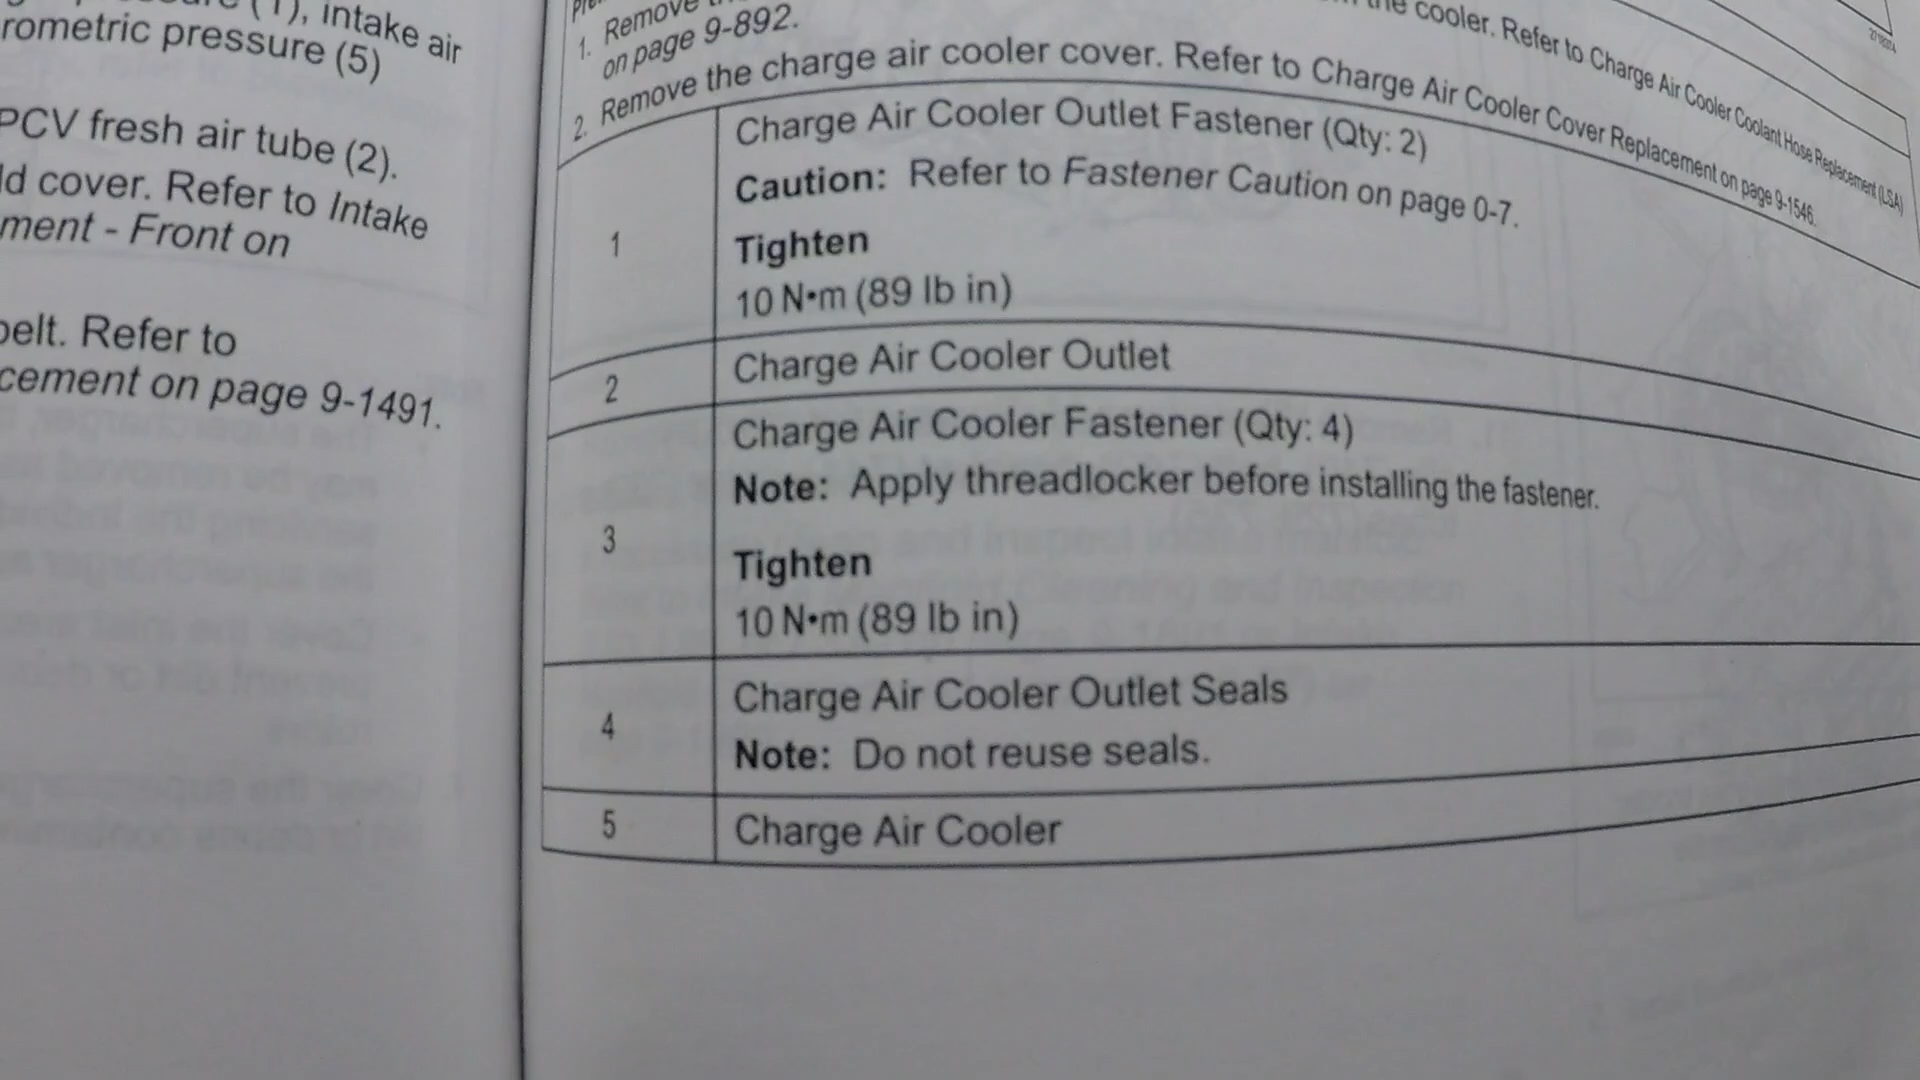 (1), intake air
rometric pressure (5)
PCV fresh air tube (2).
ld cover. Refer to Intake
ment - Front on
belt. Refer to
cement on page 9-1491.
1. Remove
the cooler. Refer to Charge Air Cooler Coolant Hose Replacement (LSA)
on page 9-892.
2. Remove the charge air cooler cover. Refer to Charge Air Cooler Cover Replacement on page 9-1546.
1
Charge Air Cooler Outlet Fastener (Qty: 2)
Caution: Refer to Fastener Caution on page 0-7.
Tighten
10 N•m (89 lb in)
2
Charge Air Cooler Outlet
3
Charge Air Cooler Fastener (Qty: 4)
Note: Apply threadlocker before installing the fastener.
Tighten
10 N•m (89 lb in)
4
Charge Air Cooler Outlet Seals
Note: Do not reuse seals.
5
Charge Air Cooler